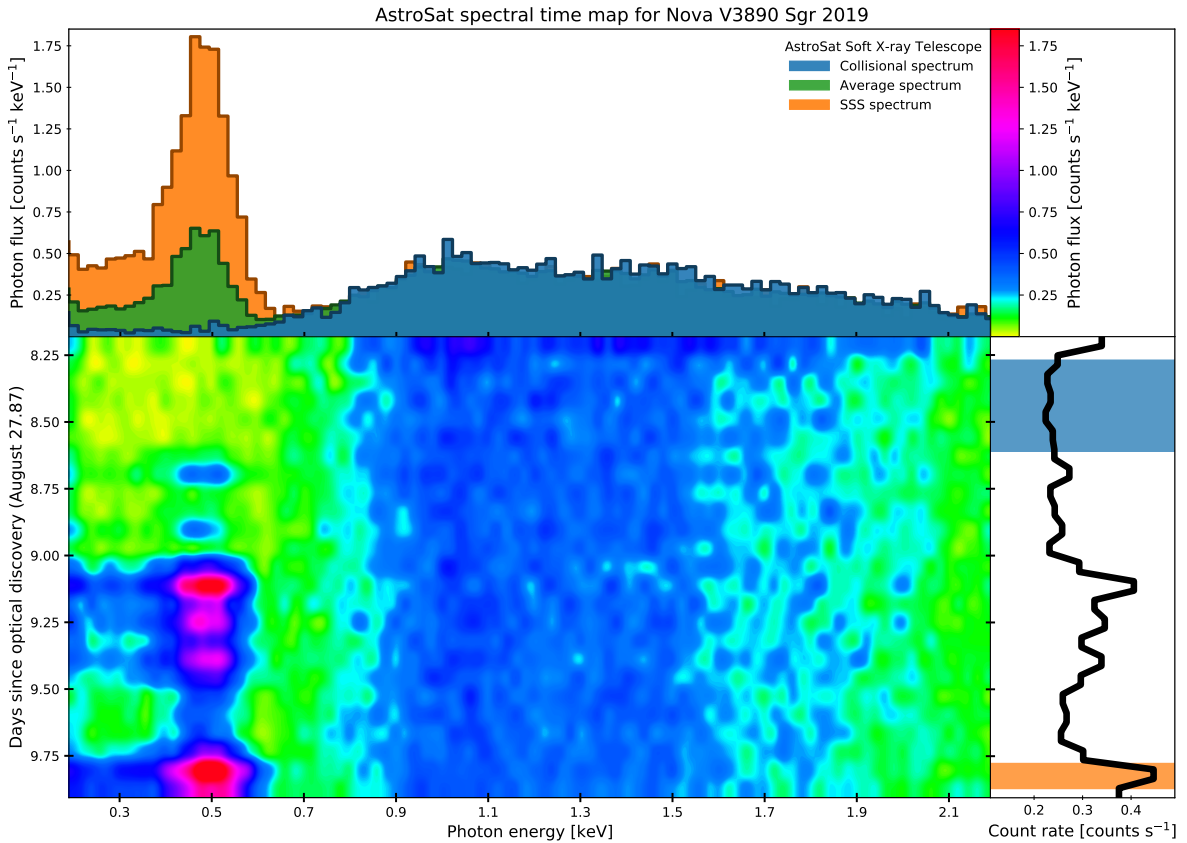 AstroSat spectral time map for Nova V3890 Sgr 2019
Photon flux [counts s⁻¹ keV⁻¹]
1.75
1.50
1.25
1.00
0.75
0.50
0.25
AstroSat Soft X-ray Telescope
Collisional spectrum
Average spectrum
SSS spectrum
1.75
1.50
1.25
1.00
0.75
0.50
0.25
Photon flux [counts s⁻¹ keV⁻¹]
Days since optical discovery (August 27.87)
8.25
8.50
8.75
9.00
9.25
9.50
9.75
0.3 0.5 0.7 0.9 1.1 1.3 1.5 1.7 1.9 2.1
Photon energy [keV]
0.2 0.3 0.4
Count rate [counts s⁻¹]